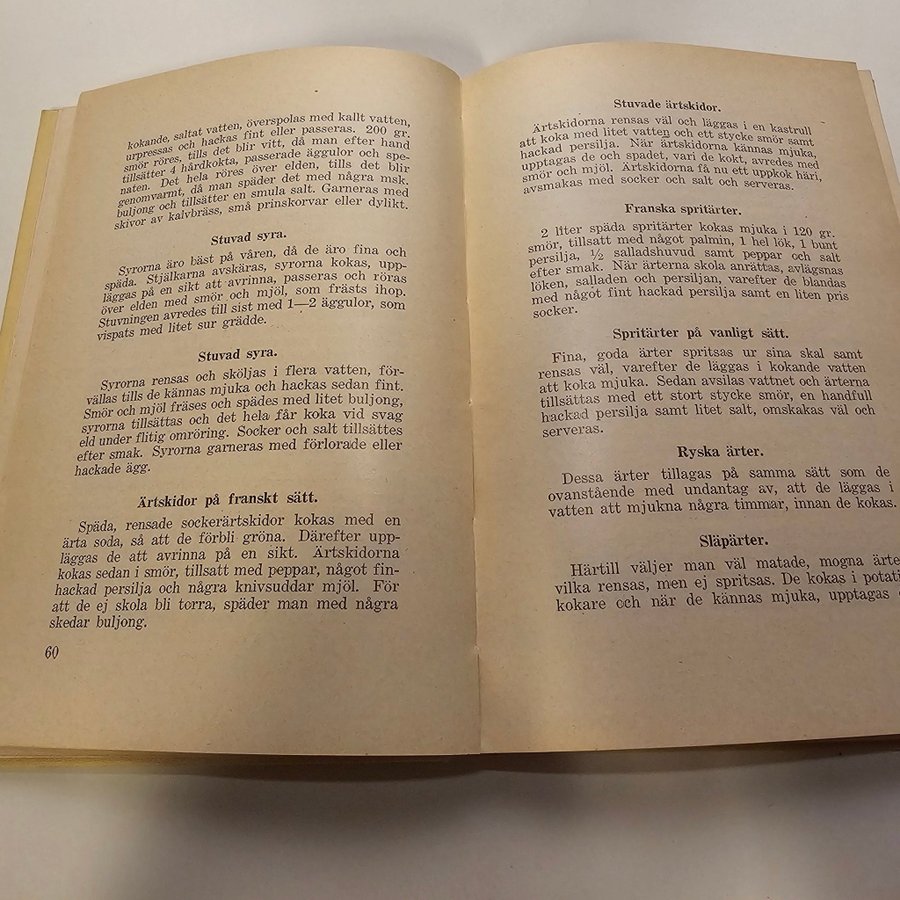 kokande, saltat vatten, överspolas med kallt vatten,
urpressas och hackas fint eller passeras. 200 gr.
smör röres, tills det blir vitt, då man efter hand
tillsätter 4 hårdkokta, passerade äggulor och spe-
naten. Det hela röres över elden, tills det blir
genomvarmt, då man späder det med några msk.
buljong och tillsätter en smula salt. Garneras med
skivor av kalvbräss, små prinskorvar eller dylikt.
Stuvad syra.
Syrorna äro bäst på våren, då de äro fina och
späda. Stjälkarna avskäras, syrorna kokas, upp-
läggas på en sikt att avrinna, passeras och röras
över elden med smör och mjöl, som frästs ihop.
Stuvningen avredes till sist med 1—2 äggulor, som
vispats med litet sur grädde.
Stuvad syra.
Syrorna rensas och sköljas i flera vatten, för-
vällas tills de kännas mjuka och hackas sedan fint.
Smör och mjöl fräses och spädes med litet buljong,
syrorna tillsättas och det hela får koka vid svag
eld under flitig omröring. Socker och salt tillsättes
efter smak. Syrorna garneras med förlorade eller
hackade ägg.
Ärtskidor på franskt sätt.
Späda, rensade sockerärtskidor kokas med en
ärta soda, så att de förbli gröna. Därefter upp-
läggas de att avrinna på en sikt. Ärtskidorna
kokas sedan i smör, tillsatt med peppar, något fin-
hackad persilja och några knivsuddar mjöl. För
att de ej skola bli torra, späder man med några
skedar buljong.
60
Stuvade ärtskidor.
Ärtskidorna rensas väl och läggas i en kastrull
att koka med litet vatten och ett stycke smör samt
hackad persilja. När ärtskidorna kännas mjuka,
upptagas de och spadet, vari de kokt, avredes med
smör och mjöl. Ärtskidorna få nu ett uppkok häri,
avsmakas med socker och salt och serveras.
Franska spritärter.
2 liter späda spritärter kokas mjuka i 120 gr.
smör, tillsatt med något palmin, 1 hel lök, 1 bunt
persilja, ½ salladshuvud samt peppar och salt
efter smak. När ärterna skola anrättas, avlägsnas
löken, salladen och persiljan, varefter de blandas
med något fint hackad persilja samt en liten pris
socker.
Spritärter på vanligt sätt.
Fina, goda ärter spritsas ur sina skal samt
rensas väl, varefter de läggas i kokande vatten
att koka mjuka. Sedan avsilas vattnet och ärterna
tillsättas med ett stort stycke smör, en handfull
hackad persilja samt litet salt, omskakas väl och
serveras.
Ryska ärter.
Dessa ärter tillagas på samma sätt som de
ovanstående med undantag av, att de läggas i
vatten att mjukna några timmar, innan de kokas.
Släpärter.
Härtill väljer man väl matade, mogna ärte
vilka rensas, men ej spritsas. De kokas i potati
kokare och när de kännas mjuka, upptagas